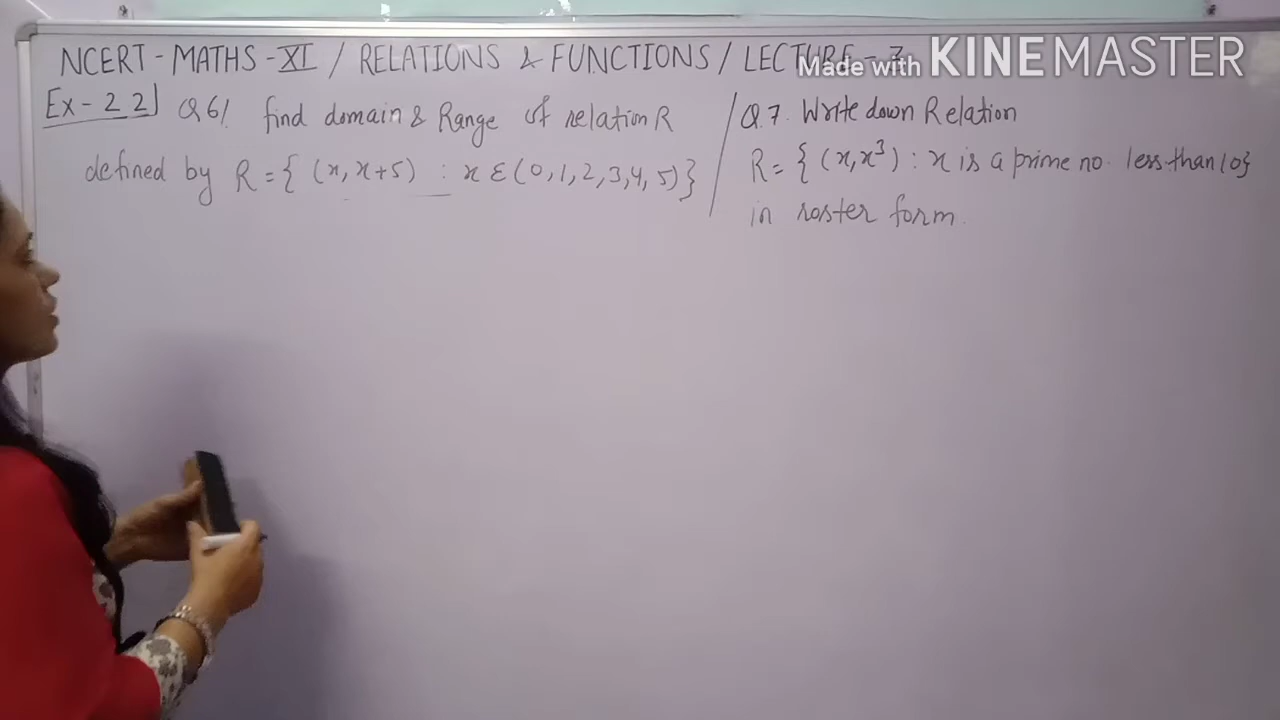 NCERT - MATHS - XI / RELATIONS & FUNCTIONS / LECTURE - 7
Made with KINEMASTER
Ex - 2.2 Q 6/ find domain & Range of relation R
defined by R = { (x, x+5) : x ε (0, 1, 2, 3, 4, 5) }
Q.7. Write down Relation
R = { (x, x³) : x is a prime no. less than 10}
in roster form.